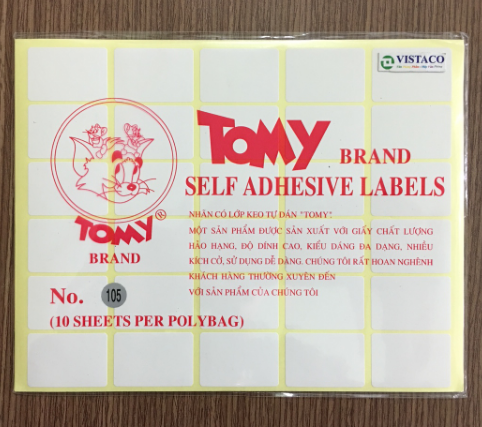 VISTACO
TOMY BRAND
SELF ADHESIVE LABELS
NHÃN CÓ LỚP KEO TỰ DÁN "TOMY".
MỘT SẢN PHẨM ĐƯỢC SẢN XUẤT VỚI GIẤY CHẤT LƯỢNG
HẢO HẠNG, ĐỘ DÍNH CAO, KIỂU DÁNG ĐA DẠNG, NHIỀU
KÍCH CỠ, SỬ DỤNG DỄ DÀNG. CHÚNG TÔI RẤT HOAN NGHÊNH
KHÁCH HÀNG THƯỜNG XUYÊN ĐẾN
VỚI SẢN PHẨM CỦA CHÚNG TÔI
TOMY®
BRAND
No. 105
(10 SHEETS PER POLYBAG)